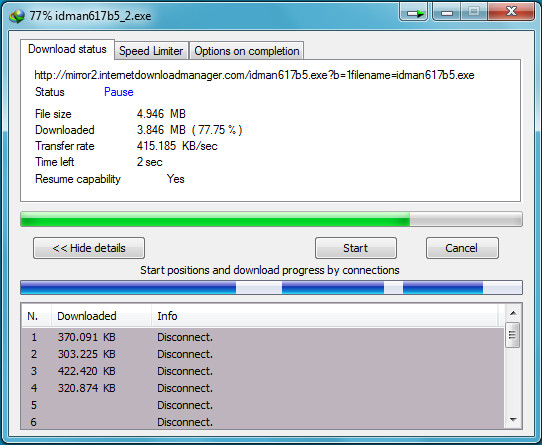 77% idman617b5_2.exe
Download status Speed Limiter Options on completion
http://mirror2.internetdownloadmanager.com/idman617b5.exe?b=1filename=idman617b5.exe
Status Pause
File size 4.946 MB
Downloaded 3.846 MB ( 77.75 % )
Transfer rate 415.185 KB/sec
Time left 2 sec
Resume capability Yes
<< Hide details Start Cancel
Start positions and download progress by connections
N. Downloaded Info
1 370.091 KB Disconnect.
2 303.225 KB Disconnect.
3 422.420 KB Disconnect.
4 320.874 KB Disconnect.
5 Disconnect.
6 Disconnect.